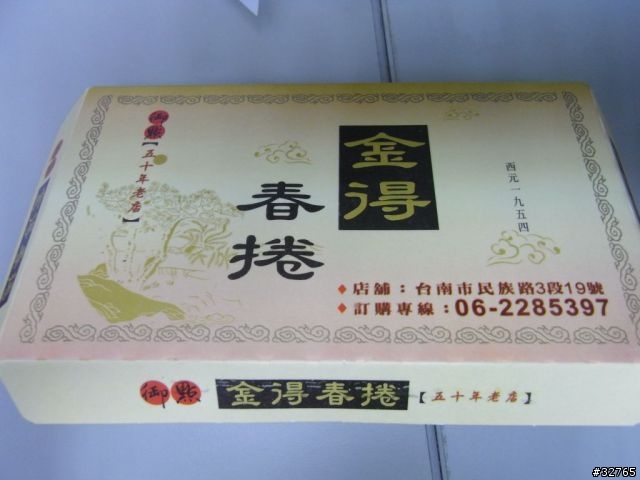 御點
【五十年老店】
金得
春捲
西元一九五四
♦店舖：台南市民族路3段19號
♦訂購專線：06-2285397
御點 金得春捲【五十年老店】
#32765